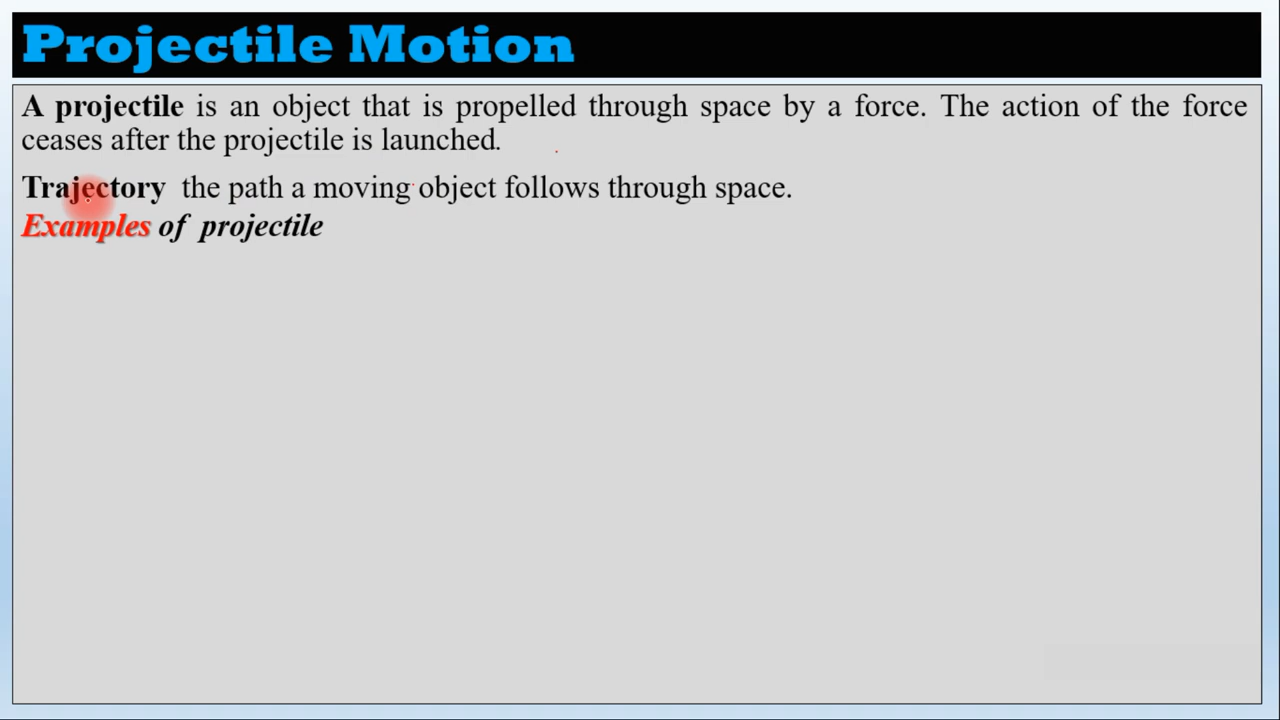 Projectile Motion
A projectile is an object that is propelled through space by a force. The action of the force
ceases after the projectile is launched.
Trajectory the path a moving object follows through space.
Examples of projectile